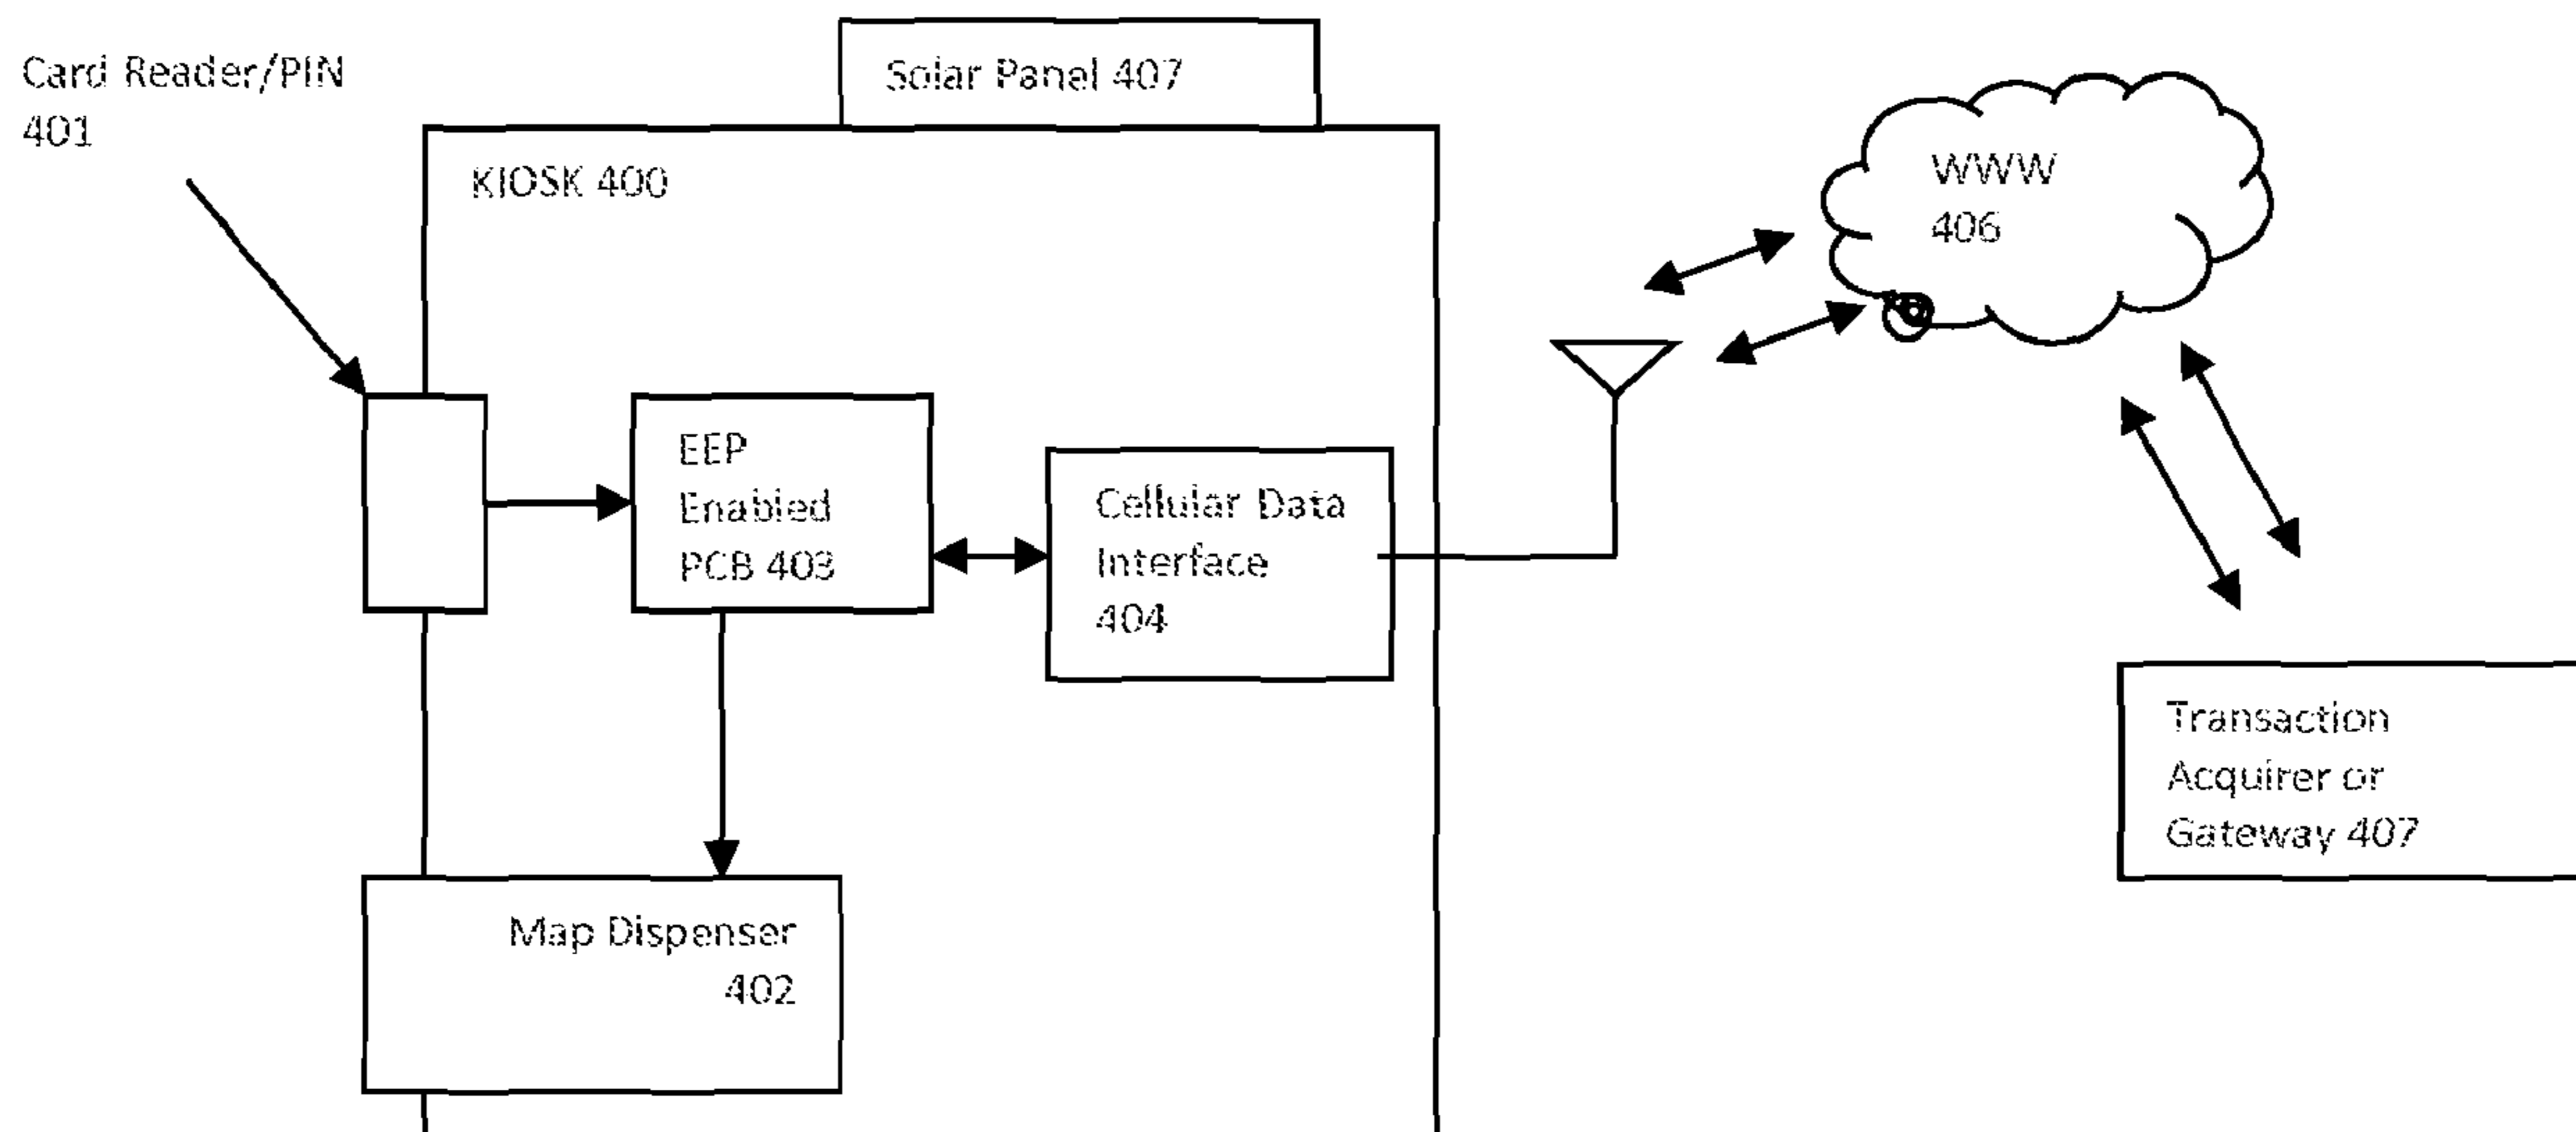 Card Reader/PIN
401
Solar Panel 407
KIOSK 400
WWW
406
EEP
Enabled
PCB 403
Cellular Data
Interface
404
Transaction
Acquirer or
Gateway 407
Map Dispenser
402